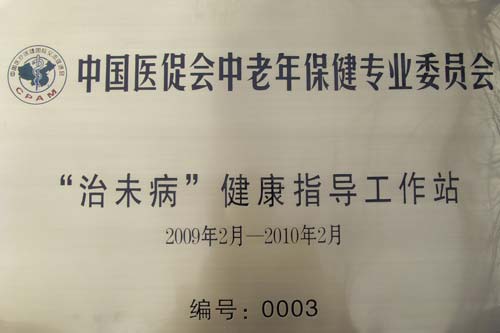 中国医促会中老年保健专业委员会
CPAM
“治未病”健康指导工作站
2009年2月—2010年2月
编号：0003